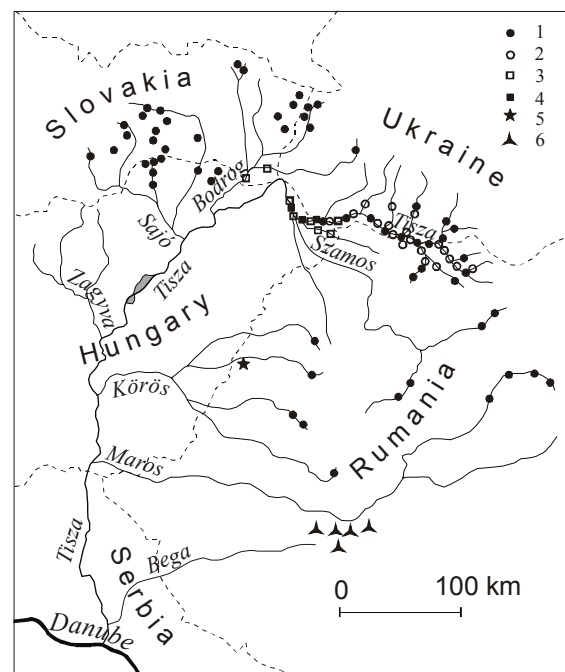 1
2
3
4
5
6
Slovakia
Ukraine
Bodrog
Sajó
Tisza
Szamos
Tisza
Zagyva
Hungary
Körös
Rumania
Maros
Tisza
Serbia
Bega
0 100 km
Danube